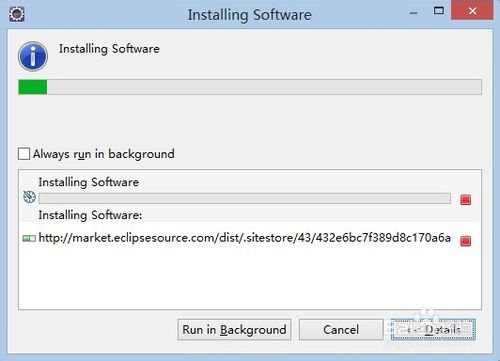 Installing Software
Installing Software
Always run in background
Installing Software
Installing Software:
http://market.eclipsesource.com/dist/.sitestore/43/432e6bc7f389d8c170a6a
Run in Background
Cancel
<< Details